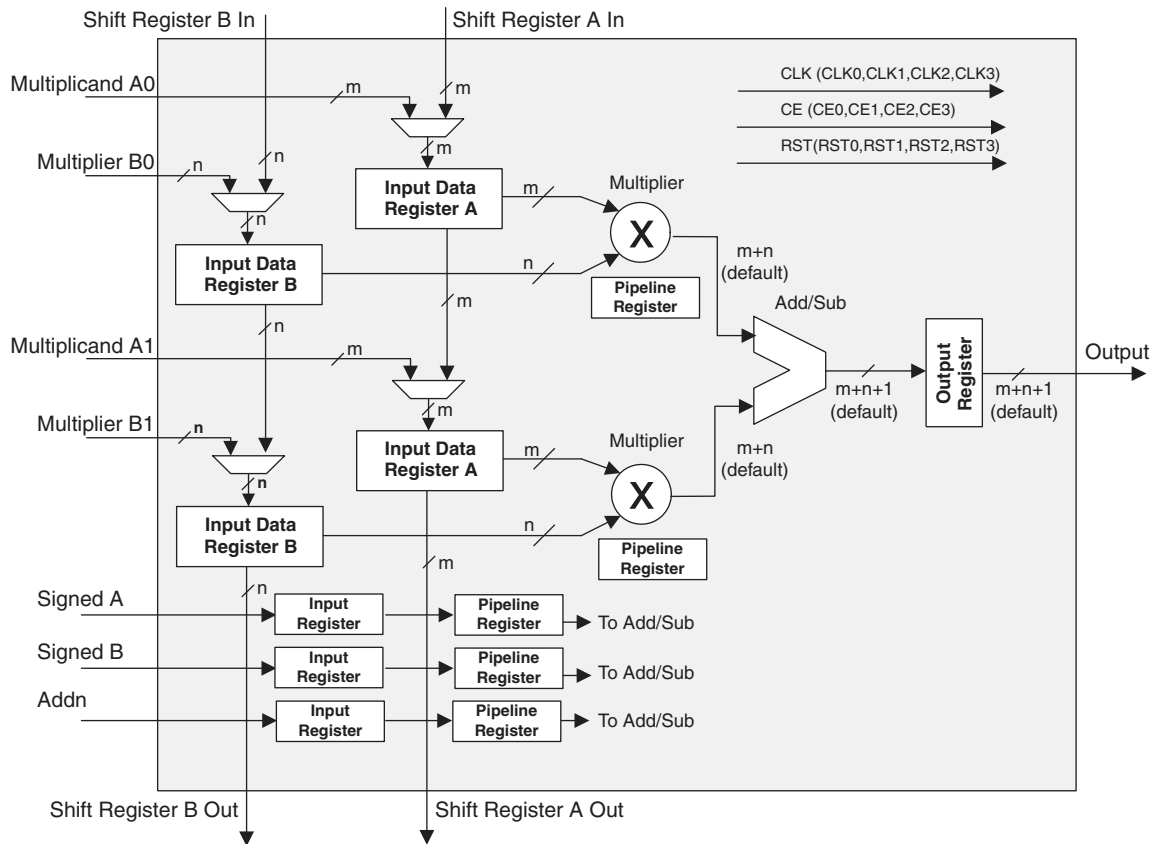 Shift Register B In
Shift Register A In
Multiplicand A0
m
m
CLK (CLK0,CLK1,CLK2,CLK3)
CE (CE0,CE1,CE2,CE3)
RST(RST0,RST1,RST2,RST3)
m
Multiplier B0
n
n
n
Input Data
Register A
m
Multiplier
X
Input Data
Register B
n
m+n
(default)
Pipeline
Register
m
n
Add/Sub
Multiplicand A1
m
m
Output
Register
Output
m+n+1
(default)
m+n+1
(default)
Multiplier B1
n
n
Input Data
Register A
m
Multiplier
X
m+n
(default)
Input Data
Register B
n
Pipeline
Register
m
n
Signed A
Input
Register
Pipeline
Register
To Add/Sub
Signed B
Input
Register
Pipeline
Register
To Add/Sub
Addn
Input
Register
Pipeline
Register
To Add/Sub
Shift Register B Out
Shift Register A Out